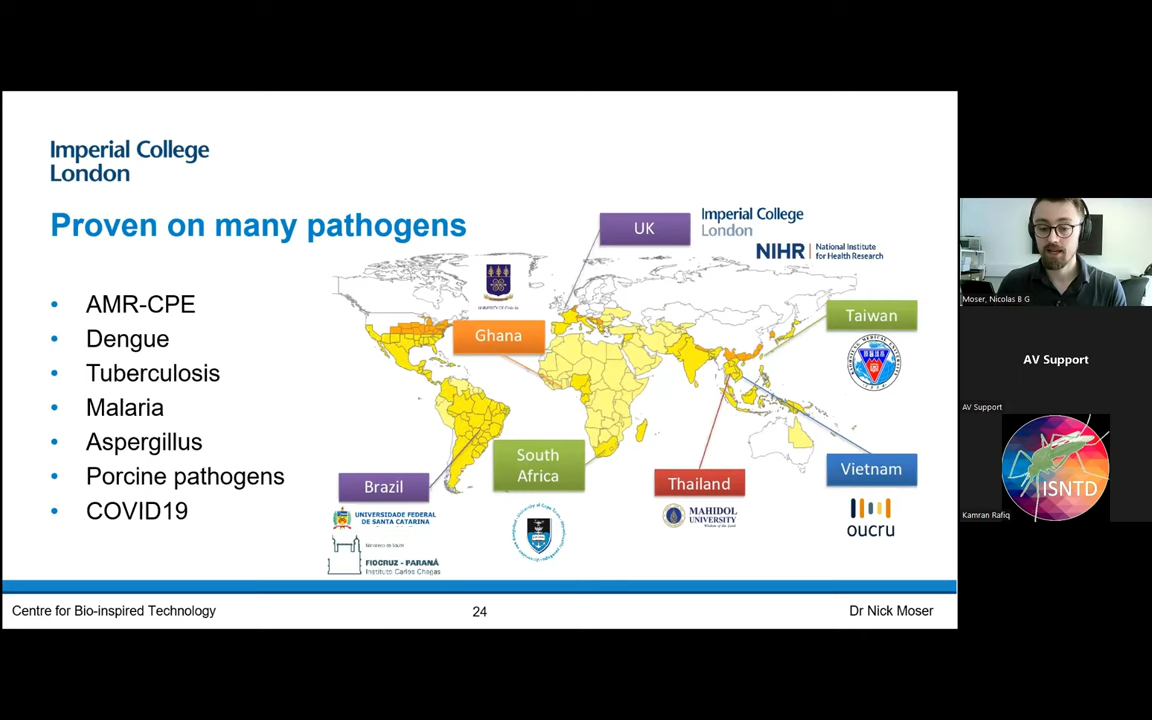 Imperial College
London
Proven on many pathogens
• AMR-CPE
• Dengue
• Tuberculosis
• Malaria
• Aspergillus
• Porcine pathogens
• COVID19
UK
Imperial College
London
NIHR | National Institute
for Health Research
Ghana
Taiwan
South
Africa
Brazil
UNIVERSIDADE FEDERAL
DE SANTA CATARINA
FIOCRUZ - PARANÁ
Instituto Carlos Chagas
Thailand
MAHIDOL
UNIVERSITY
Vietnam
oucru
Centre for Bio-inspired Technology
24
Dr Nick Moser
Moser, Nicolas B G
AV Support
AV Support
ISNTD
Kamran Rafiq